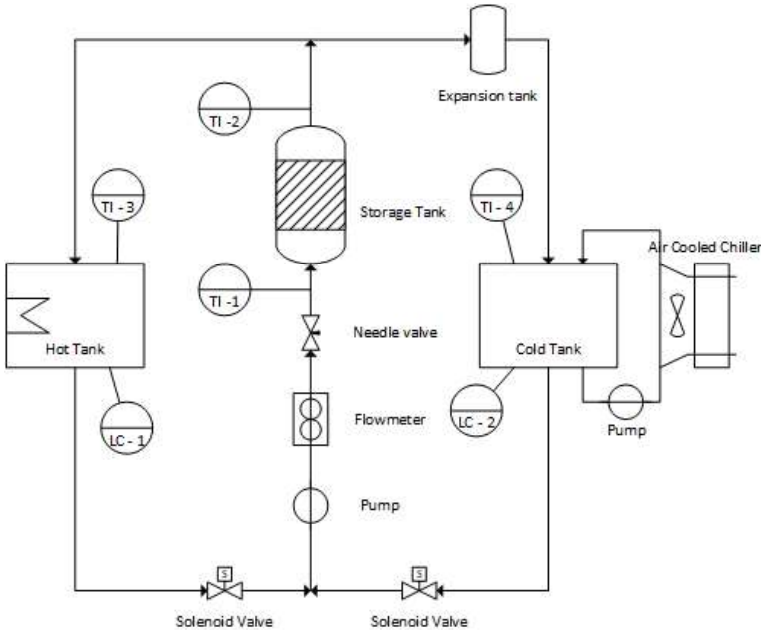 Expansion tank
TI -2
TI - 3
Storage Tank
TI - 4
Air Cooled Chiller
TI -1
Needle valve
Hot Tank
Cold Tank
LC - 1
Flowmeter
LC - 2
Pump
Pump
S
S
Solenoid Valve
Solenoid Valve